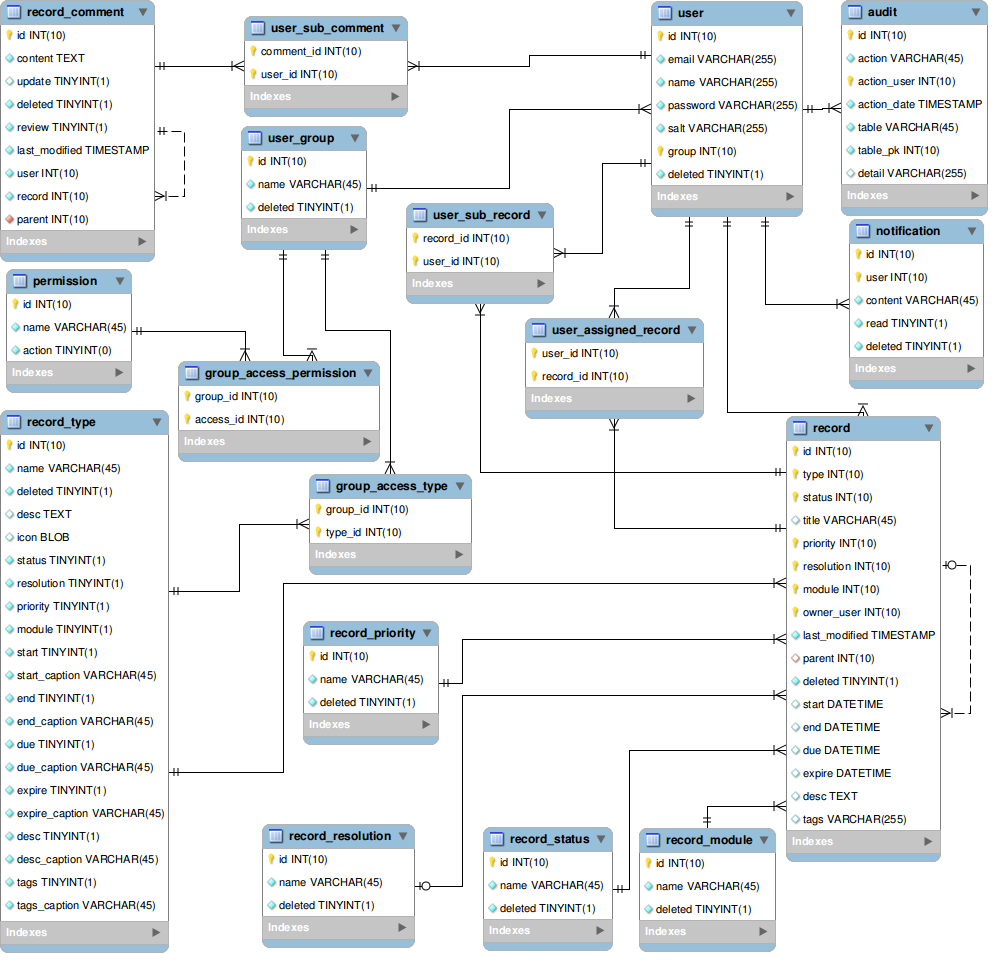 record_comment
id INT(10)
content TEXT
update TINYINT(1)
deleted TINYINT(1)
review TINYINT(1)
last_modified TIMESTAMP
user INT(10)
record INT(10)
parent INT(10)
Indexes
user_sub_comment
comment_id INT(10)
user_id INT(10)
Indexes
user
id INT(10)
email VARCHAR(255)
name VARCHAR(255)
password VARCHAR(255)
salt VARCHAR(255)
group INT(10)
deleted TINYINT(1)
Indexes
audit
id INT(10)
action VARCHAR(45)
action_user INT(10)
action_date TIMESTAMP
table VARCHAR(45)
table_pk INT(10)
detail VARCHAR(255)
Indexes
user_group
id INT(10)
name VARCHAR(45)
deleted TINYINT(1)
Indexes
user_sub_record
record_id INT(10)
user_id INT(10)
Indexes
notification
id INT(10)
user INT(10)
content VARCHAR(45)
read TINYINT(1)
deleted TINYINT(1)
Indexes
permission
id INT(10)
name VARCHAR(45)
action TINYINT(0)
Indexes
user_assigned_record
user_id INT(10)
record_id INT(10)
Indexes
group_access_permission
group_id INT(10)
access_id INT(10)
Indexes
record_type
id INT(10)
name VARCHAR(45)
deleted TINYINT(1)
desc TEXT
icon BLOB
status TINYINT(1)
resolution TINYINT(1)
priority TINYINT(1)
module TINYINT(1)
start TINYINT(1)
start_caption VARCHAR(45)
end TINYINT(1)
end_caption VARCHAR(45)
due TINYINT(1)
due_caption VARCHAR(45)
expire TINYINT(1)
expire_caption VARCHAR(45)
desc TINYINT(1)
desc_caption VARCHAR(45)
tags TINYINT(1)
tags_caption VARCHAR(45)
Indexes
group_access_type
group_id INT(10)
type_id INT(10)
Indexes
record
id INT(10)
type INT(10)
status INT(10)
title VARCHAR(45)
priority INT(10)
resolution INT(10)
module INT(10)
owner_user INT(10)
last_modified TIMESTAMP
parent INT(10)
deleted TINYINT(1)
start DATETIME
end DATETIME
due DATETIME
expire DATETIME
desc TEXT
tags VARCHAR(255)
Indexes
record_priority
id INT(10)
name VARCHAR(45)
deleted TINYINT(1)
Indexes
record_resolution
id INT(10)
name VARCHAR(45)
deleted TINYINT(1)
Indexes
record_status
id INT(10)
name VARCHAR(45)
deleted TINYINT(1)
Indexes
record_module
id INT(10)
name VARCHAR(45)
deleted TINYINT(1)
Indexes